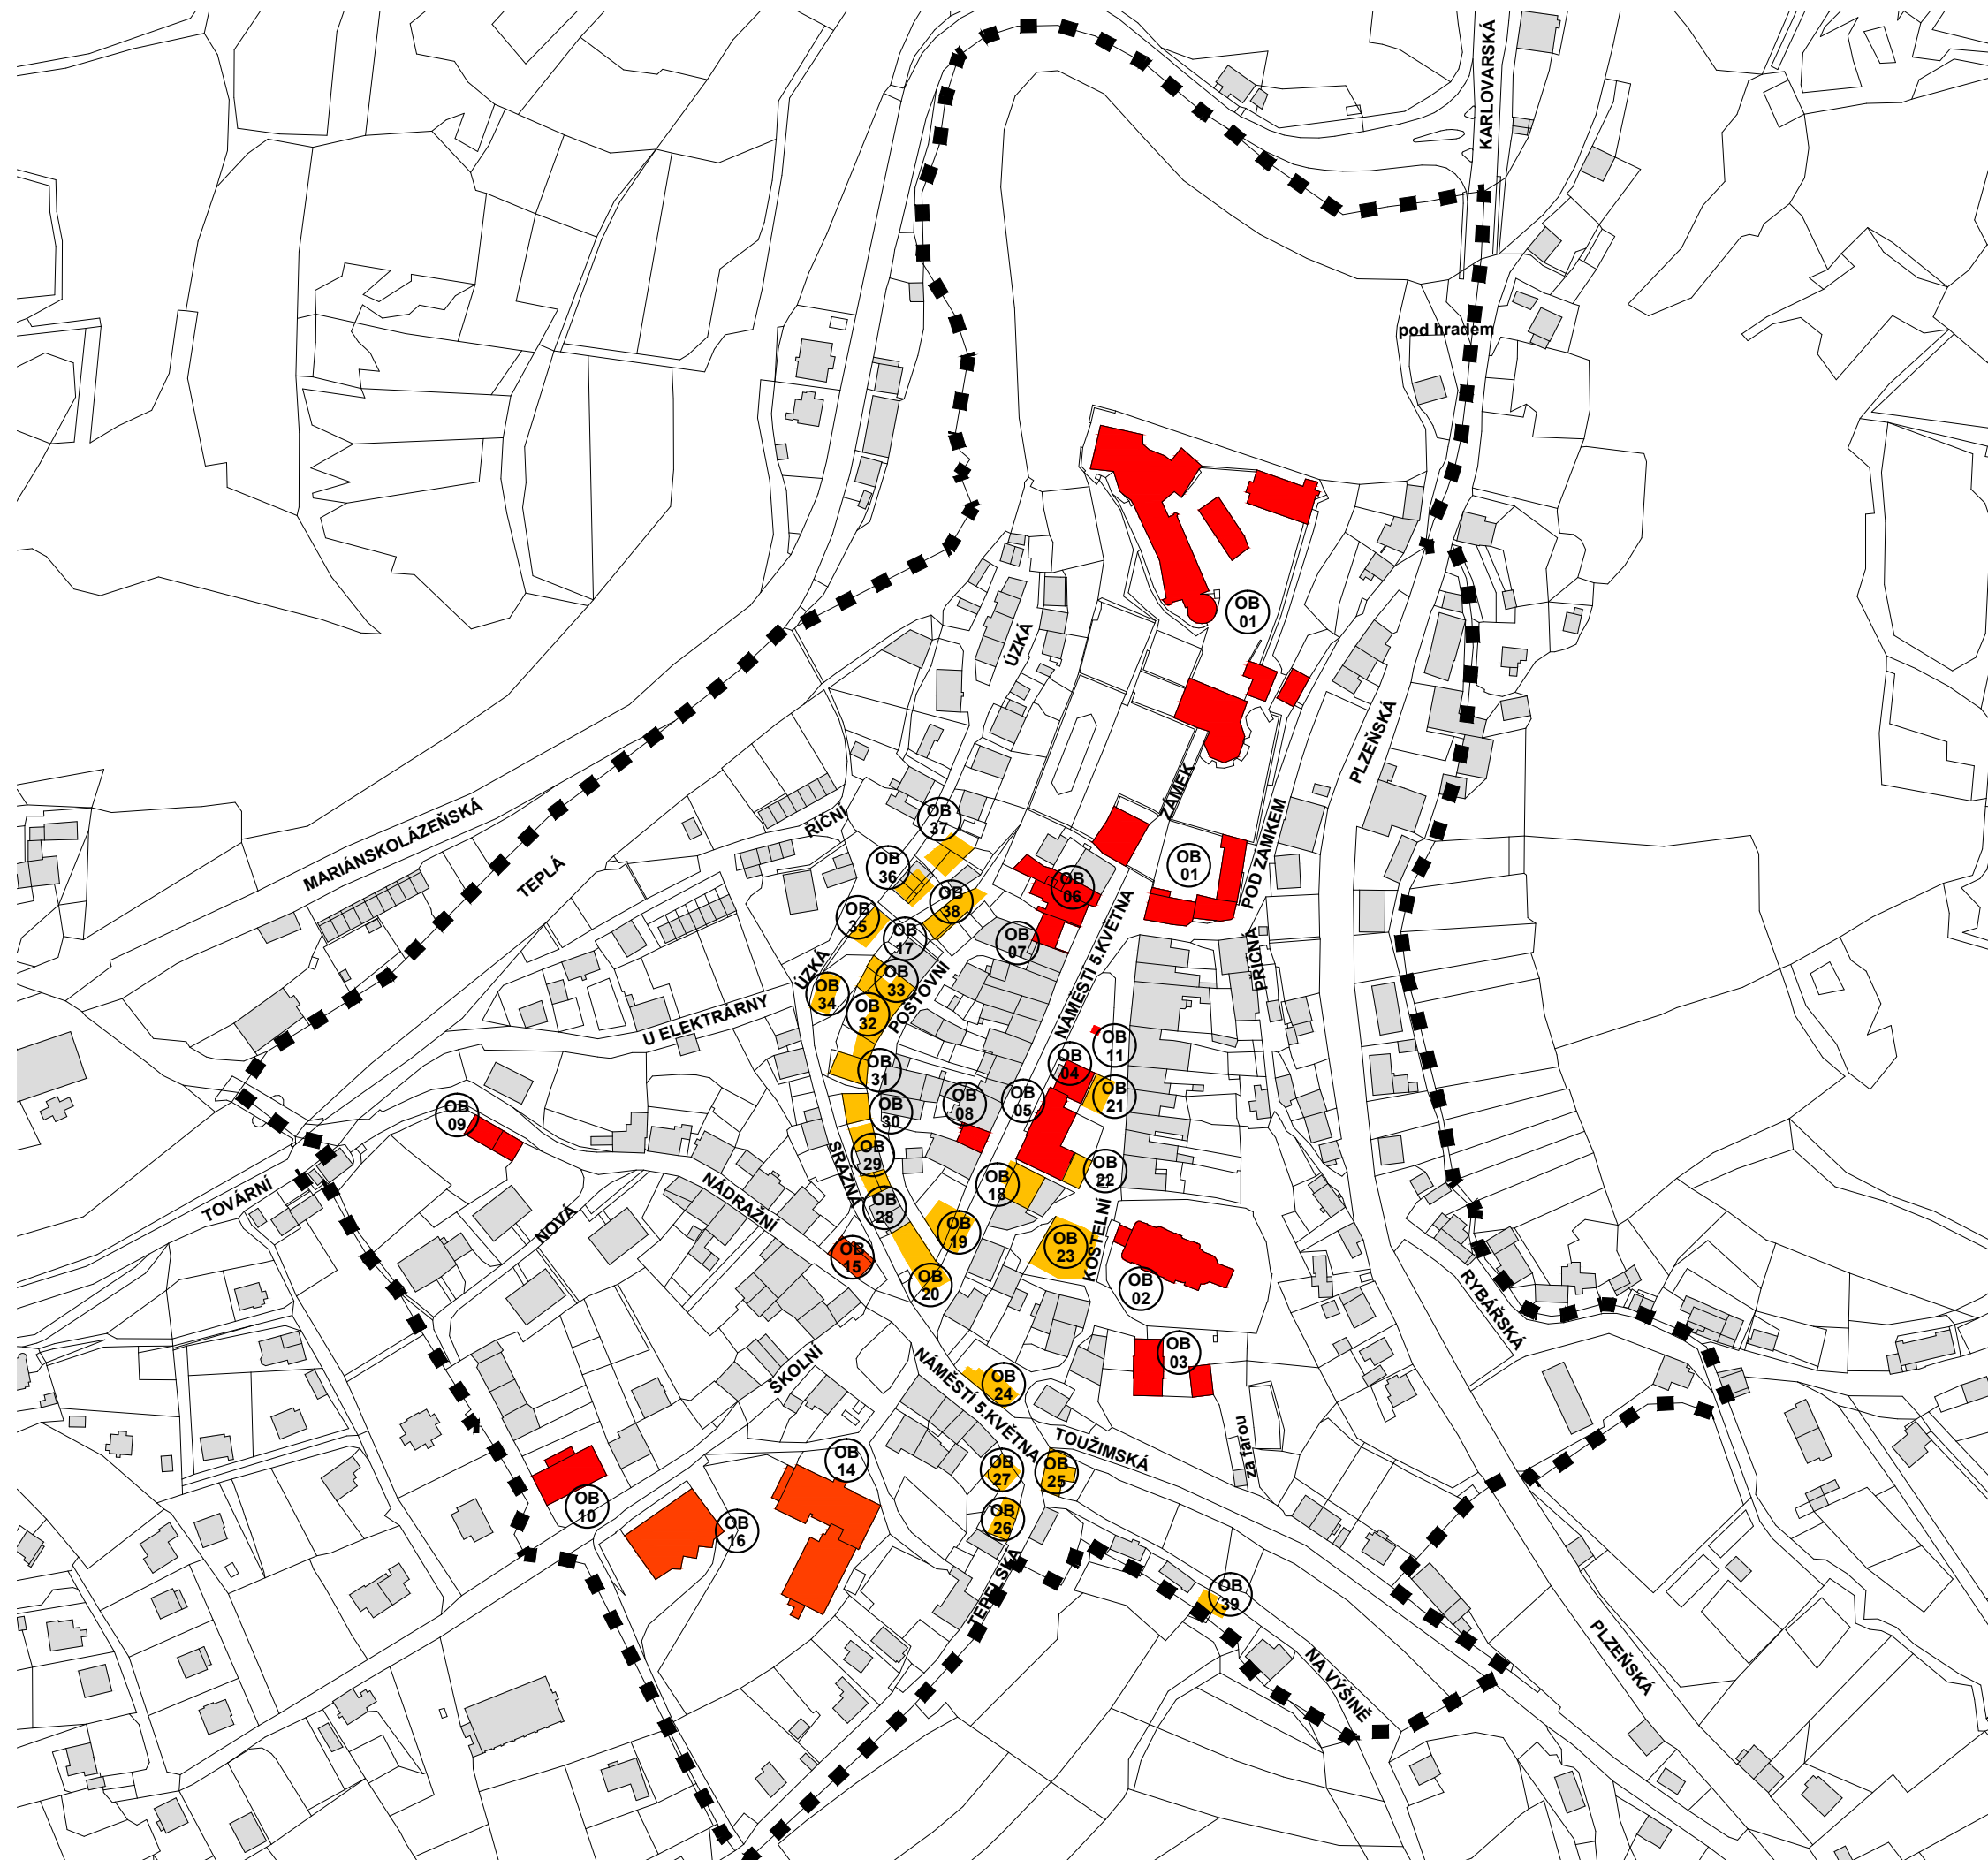 KARLOVARSKÁ
pod hradem
ÚZKÁ
OB
01
PLZEŇSKÁ
ZÁMEK
MARIÁNSKOLÁZEŇSKÁ
TEPLÁ
ŘÍČNÍ
OB
37
OB
36
OB
38
OB
35
OB
17
OB
06
OB
07
OB
01
POD ZÁMKEM
NÁMĚSTÍ 5.KVĚTNA
PŘÍČNÁ
ÚZKÁ
OB
34
OB
33
OB
32
POŠTOVNÍ
U ELEKTRÁRNY
OB
31
OB
30
OB
08
OB
05
OB
04
OB
11
OB
21
OB
09
OB
29
SRÁZNÁ
OB
28
OB
18
OB
22
OB
19
OB
23
KOSTELNÍ
OB
02
OB
15
OB
20
TOVÁRNÍ
NOVÁ
NÁDRAŽNÍ
ŠKOLNÍ
RYBÁŘSKÁ
OB
03
OB
24
NÁMĚSTÍ 5.KVĚTNA
TOUŽIMSKÁ
za farou
OB
14
OB
27
OB
25
OB
10
OB
16
OB
26
TEPELSKÁ
OB
39
NA VÝŠINĚ
PLZEŇSKÁ